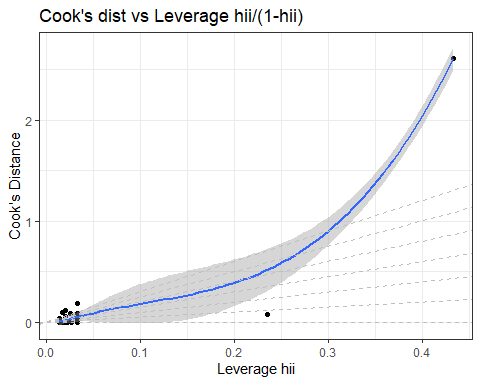 Cook's dist vs Leverage hii/(1-hii)
Cook's Distance
2
1
0
0.0 0.1 0.2 0.3 0.4
Leverage hii